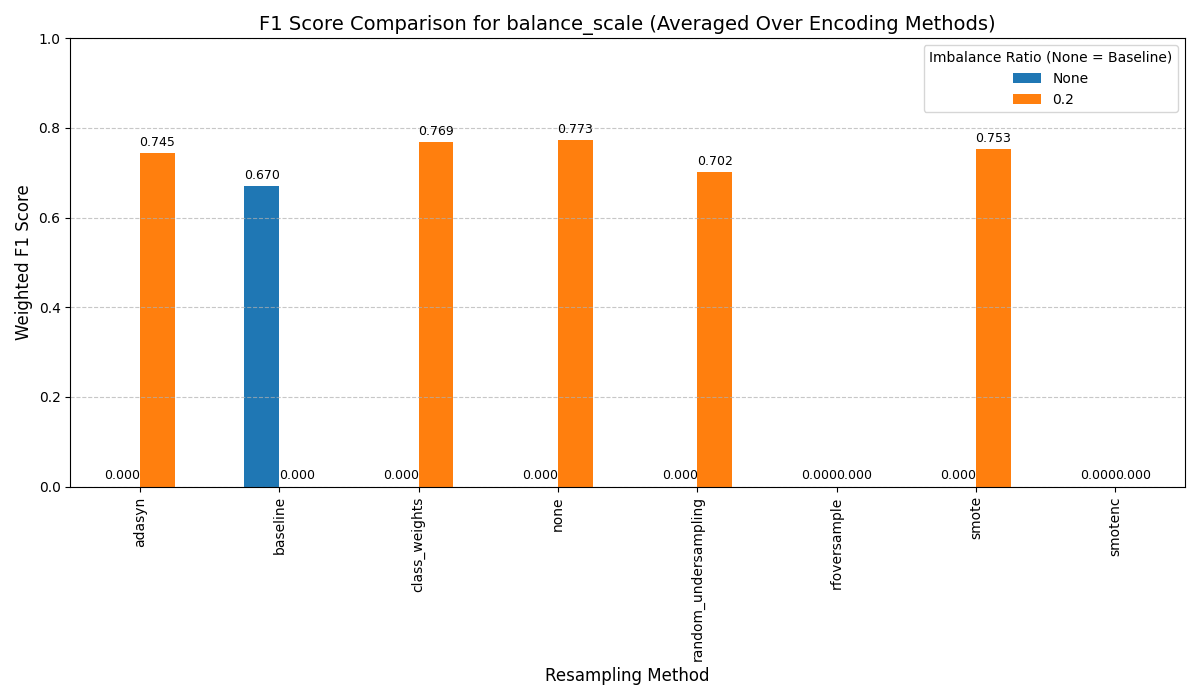 F1 Score Comparison for balance_scale (Averaged Over Encoding Methods)
Weighted F1 Score
1.0
0.8
0.6
0.4
0.2
0.0
Imbalance Ratio (None = Baseline)
None
0.2
0.000
0.745
0.670
0.000
0.000
0.769
0.000
0.773
0.000
0.702
0.0000.000
0.000
0.753
0.0000.000
adasyn
baseline
class_weights
none
random_undersampling
rfoversample
smote
smotenc
Resampling Method